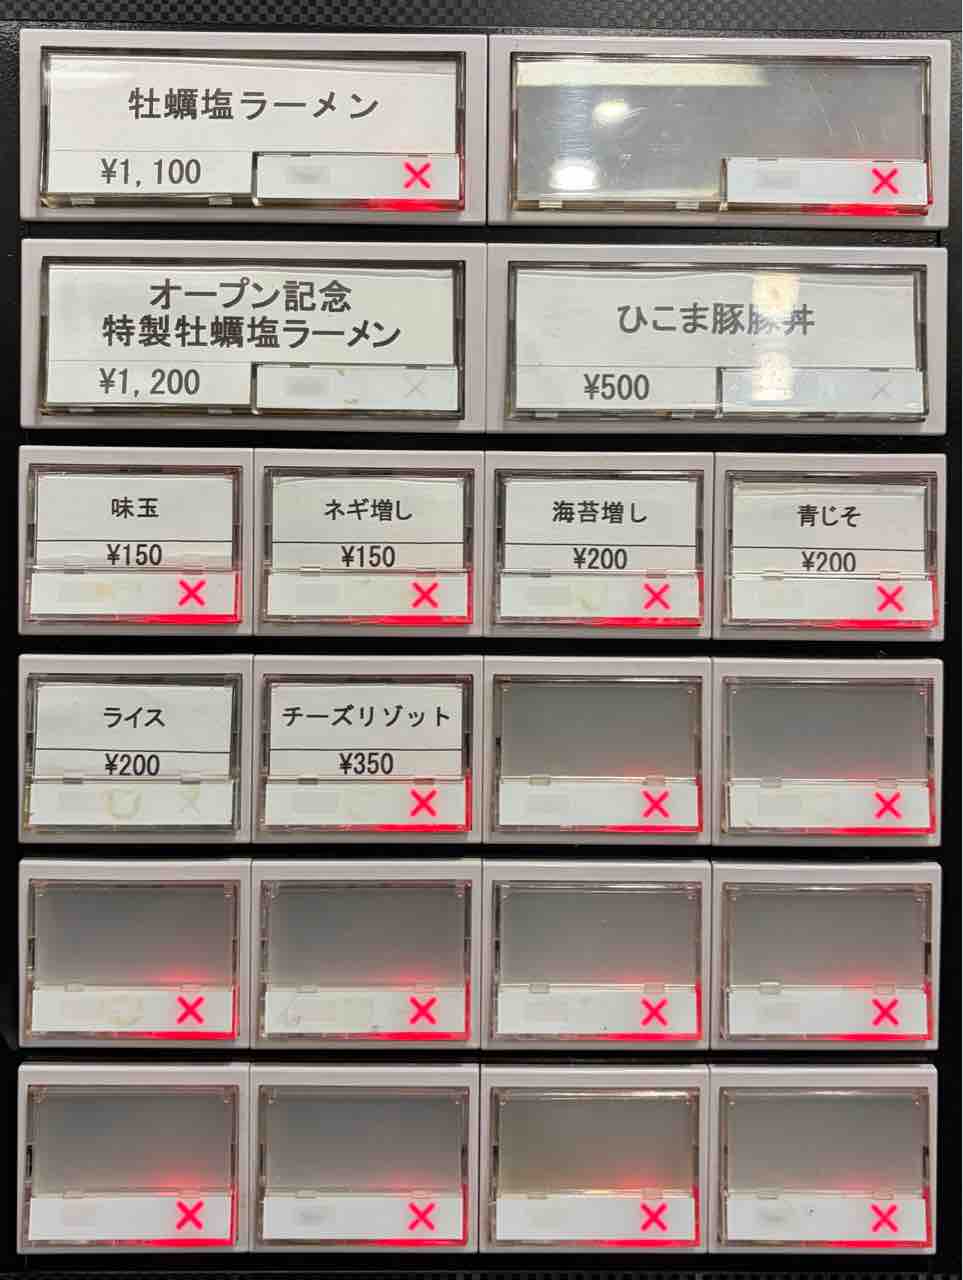 牡蠣塩ラーメン
¥1,100
×
×
オープン記念
特製牡蠣塩ラーメン
¥1,200
×
ひこま豚豚丼
¥500
×
味玉
¥150
×
ネギ増し
¥150
×
海苔増し
¥200
×
青じそ
¥200
×
ライス
¥200
×
チーズリゾット
¥350
×
×
×
×
×
×
×
×
×
×
×